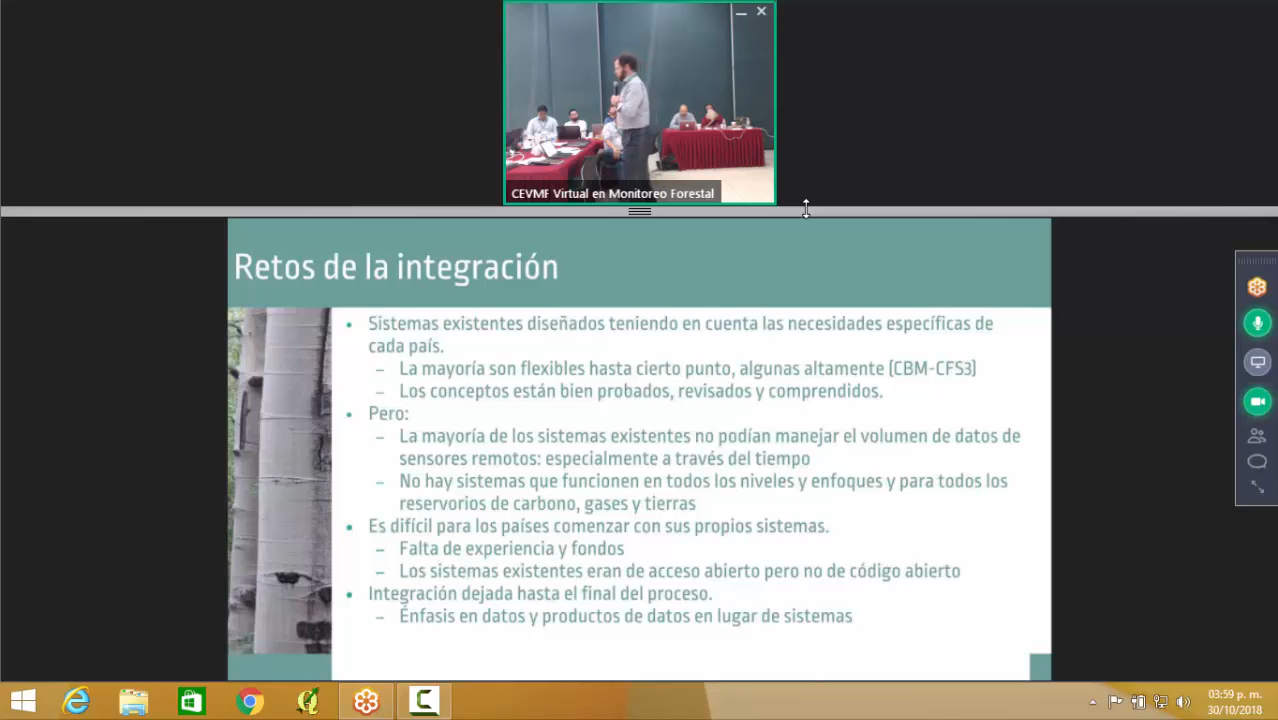 CEVMF Virtual en Monitoreo Forestal
Retos de la integración
• Sistemas existentes diseñados teniendo en cuenta las necesidades específicas de
cada país.
– La mayoría son flexibles hasta cierto punto, algunas altamente (CBM-CFS3)
– Los conceptos están bien probados, revisados y comprendidos.
• Pero:
– La mayoría de los sistemas existentes no podían manejar el volumen de datos de
sensores remotos: especialmente a través del tiempo
– No hay sistemas que funcionen en todos los niveles y enfoques y para todos los
reservorios de carbono, gases y tierras
• Es difícil para los países comenzar con sus propios sistemas.
– Falta de experiencia y fondos
– Los sistemas existentes eran de acceso abierto pero no de código abierto
• Integración dejada hasta el final del proceso.
– Énfasis en datos y productos de datos en lugar de sistemas
03:59 p. m.
30/10/2018